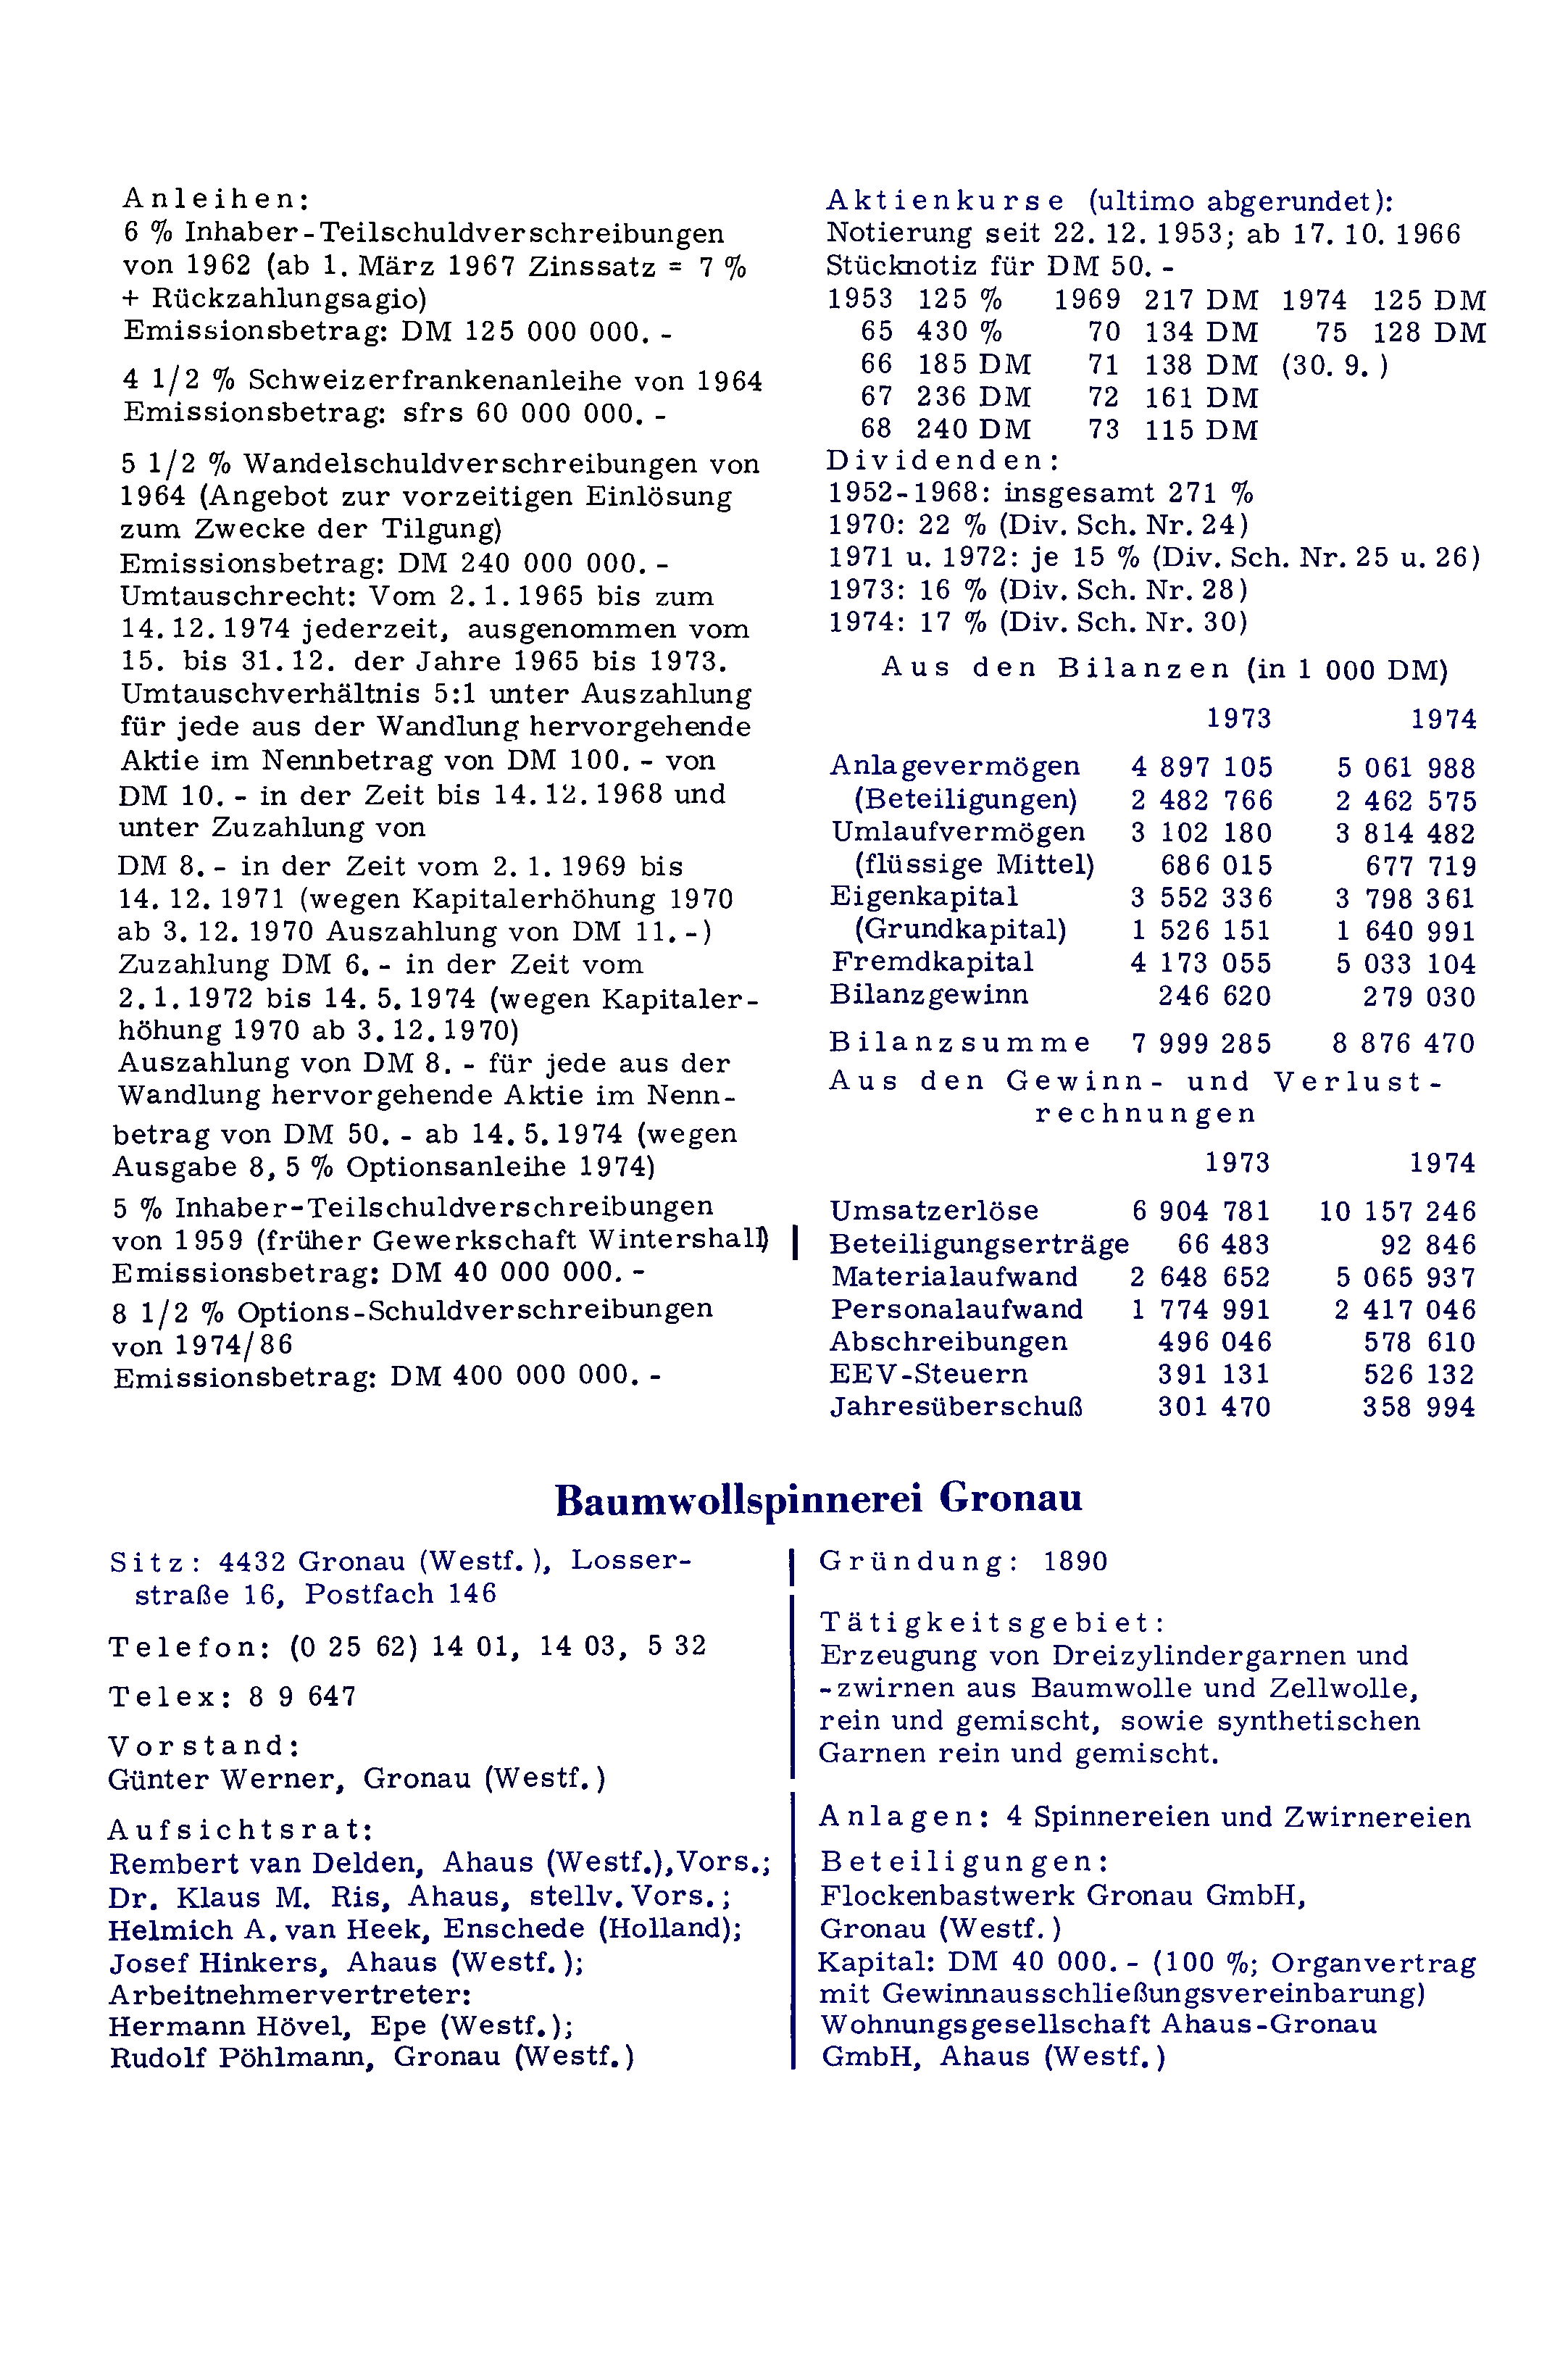 Anleihen:
6 % Inhaber-Teilschuldverschreibungen
von 1962 (ab 1. März 1967 Zinssatz = 7 %
+ Rückzahlungsagio)
Emissionsbetrag: DM 125 000 000. -
4 1/2 % Schweizerfrankenanleihe von 1964
Emissionsbetrag: sfrs 60 000 000. -
5 1/2 % Wandelschuldverschreibungen von
1964 (Angebot zur vorzeitigen Einlösung
zum Zwecke der Tilgung)
Emissionsbetrag: DM 240 000 000. -
Umtauschrecht: Vom 2. 1. 1965 bis zum
14. 12. 1974 jederzeit, ausgenommen vom
15. bis 31. 12. der Jahre 1965 bis 1973.
Umtauschverhältnis 5:1 unter Auszahlung
für jede aus der Wandlung hervorgehende
Aktie im Nennbetrag von DM 100. - von
DM 10. - in der Zeit bis 14. 12. 1968 und
unter Zuzahlung von
DM 8. - in der Zeit vom 2. 1. 1969 bis
14. 12. 1971 (wegen Kapitalerhöhung 1970
ab 3. 12. 1970 Auszahlung von DM 11. -)
Zuzahlung DM 6. - in der Zeit vom
2. 1. 1972 bis 14. 5. 1974 (wegen Kapitaler-
höhung 1970 ab 3. 12. 1970)
Auszahlung von DM 8. - für jede aus der
Wandlung hervorgehende Aktie im Nenn-
betrag von DM 50. - ab 14. 5. 1974 (wegen
Ausgabe 8, 5 % Optionsanleihe 1974)
5 % Inhaber-Teilschuldverschreibungen
von 1959 (früher Gewerkschaft Wintershall)
Emissionsbetrag: DM 40 000 000. -
8 1/2 % Options-Schuldverschreibungen
von 1974/86
Emissionsbetrag: DM 400 000 000. -
Aktienkurse (ultimo abgerundet):
Notierung seit 22. 12. 1953; ab 17. 10. 1966
Stücknotiz für DM 50. -
1953 125 % 1969 217 DM 1974 125 DM
65 430 % 70 134 DM 75 128 DM
66 185 DM 71 138 DM (30. 9. )
67 236 DM 72 161 DM
68 240 DM 73 115 DM
Dividenden:
1952-1968: insgesamt 271 %
1970: 22 % (Div. Sch. Nr. 24)
1971 u. 1972: je 15 % (Div. Sch. Nr. 25 u. 26)
1973: 16 % (Div. Sch. Nr. 28)
1974: 17 % (Div. Sch. Nr. 30)
Aus den Bilanzen (in 1 000 DM)
1973 1974
Anlagevermögen 4 897 105 5 061 988
(Beteiligungen) 2 482 766 2 462 575
Umlaufvermögen 3 102 180 3 814 482
(flüssige Mittel) 686 015 677 719
Eigenkapital 3 552 336 3 798 361
(Grundkapital) 1 526 151 1 640 991
Fremdkapital 4 173 055 5 033 104
Bilanzgewinn 246 620 279 030
Bilanzsumme 7 999 285 8 876 470
Aus den Gewinn- und Verlust-
rechnungen
1973 1974
Umsatzerlöse 6 904 781 10 157 246
Beteiligungserträge 66 483 92 846
Materialaufwand 2 648 652 5 065 937
Personalaufwand 1 774 991 2 417 046
Abschreibungen 496 046 578 610
EEV-Steuern 391 131 526 132
Jahresüberschuß 301 470 358 994
Baumwollspinnerei Gronau
Sitz: 4432 Gronau (Westf. ), Losser-
straße 16, Postfach 146
Telefon: (0 25 62) 14 01, 14 03, 5 32
Telex: 8 9 647
Vorstand:
Günter Werner, Gronau (Westf. )
Aufsichtsrat:
Rembert van Delden, Ahaus (Westf.),Vors.;
Dr. Klaus M. Ris, Ahaus, stellv. Vors. ;
Helmich A. van Heek, Enschede (Holland);
Josef Hinkers, Ahaus (Westf. );
Arbeitnehmervertreter:
Hermann Hövel, Epe (Westf. );
Rudolf Pöhlmann, Gronau (Westf. )
Gründung: 1890
Tätigkeitsgebiet:
Erzeugung von Dreizylindergarnen und
-zwirnen aus Baumwolle und Zellwolle,
rein und gemischt, sowie synthetischen
Garnen rein und gemischt.
Anlagen: 4 Spinnereien und Zwirnereien
Beteiligungen:
Flockenbastwerk Gronau GmbH,
Gronau (Westf. )
Kapital: DM 40 000. - (100 %; Organvertrag
mit Gewinnausschließungsvereinbarung)
Wohnungsgesellschaft Ahaus-Gronau
GmbH, Ahaus (Westf. )